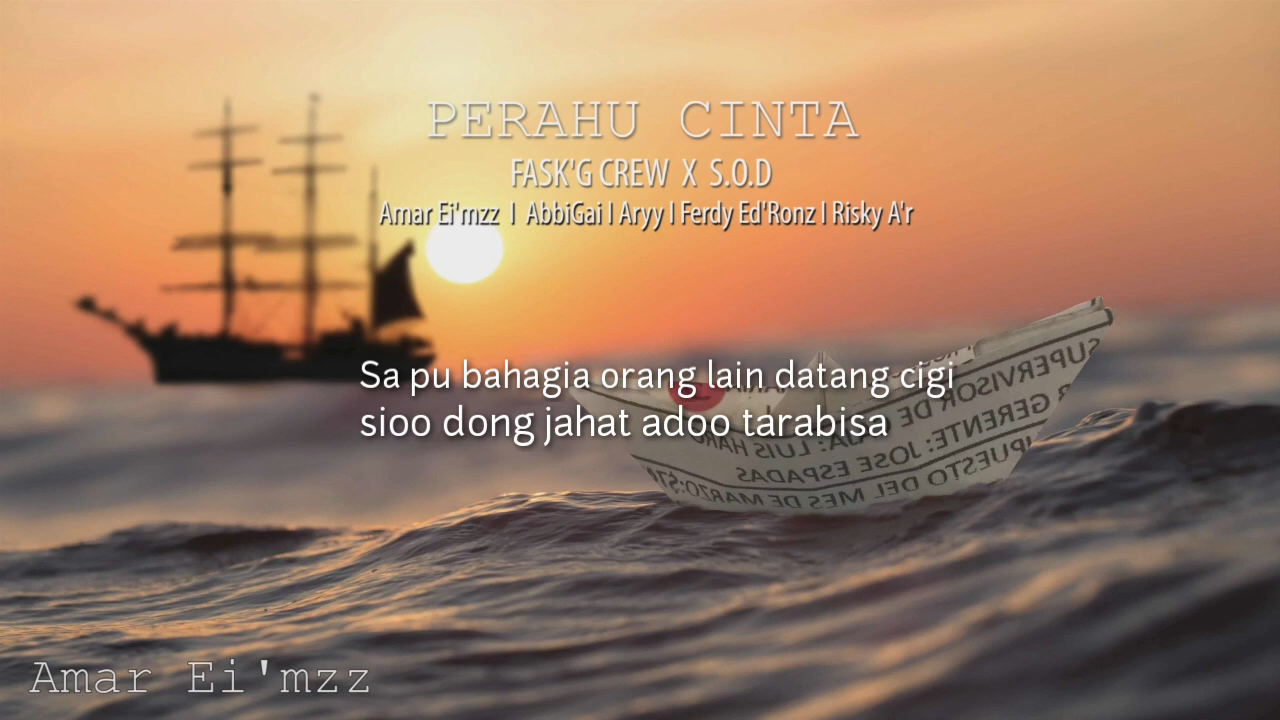 PERAHU CINTA
FASK'G CREW X S.O.D
Amar Ei'mzz I AbbiGai I Aryy I Ferdy Ed'Ronz I Risky A'r
Sa pu bahagia orang lain datang cigi
sioo dong jahat adoo tarabisa
SUPERVISOR DE
GERENTE:
LUIS HARO
JOSE ESPADAS
PUESTO DEL MES DE MARZO:
Amar Ei'mzz